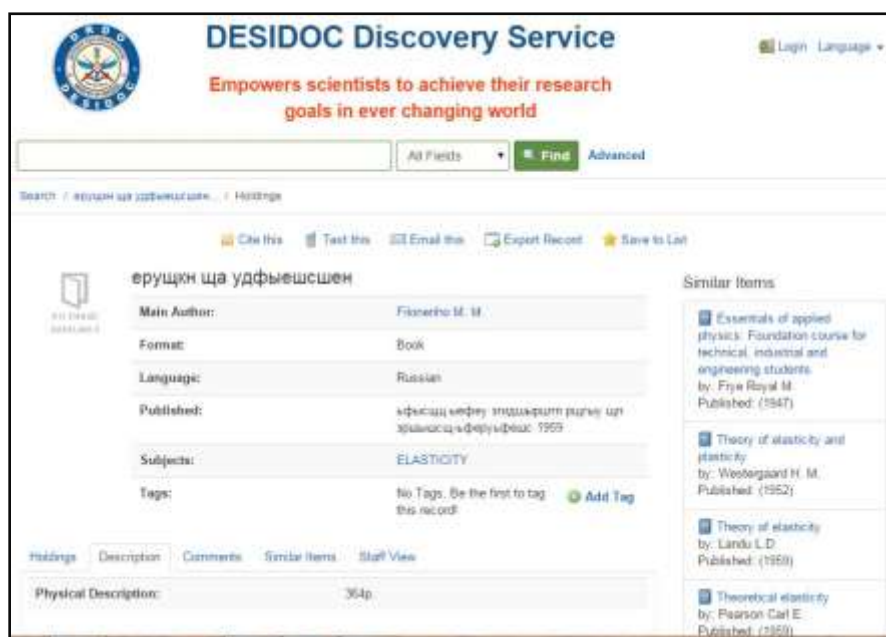 DRDO
DESIDOC
DESIDOC Discovery Service
Empowers scientists to achieve their research
goals in ever changing world
Login Language
All Fields Find Advanced
Search / ерущкн ща удфыешсшен... / Holdings
Cite this Text this Email this Export Record Save to List
ерущкн ща удфыешсшен
Main Author: M. M.
Format: Book
Language: Russian
Published:
1959
Subjects: ELASTICITY
Tags: No Tags, Be the first to tag
this record! Add Tag
Holdings Description Comments Similar Items Staff View
Physical Description: 364p.
Similar Items
Essentials of applied
physics: Foundation course for
technical, industrial and
engineering students.
by: Frye Royal M.
Published: (1947)
Theory of elasticity and
plasticity
by: Westergaard H. M.
Published: (1952)
Theory of elasticity
by: Landu L.D
Published: (1959)
Theoretical elasticity
by: Pearson Carl E.
Published: (1959)